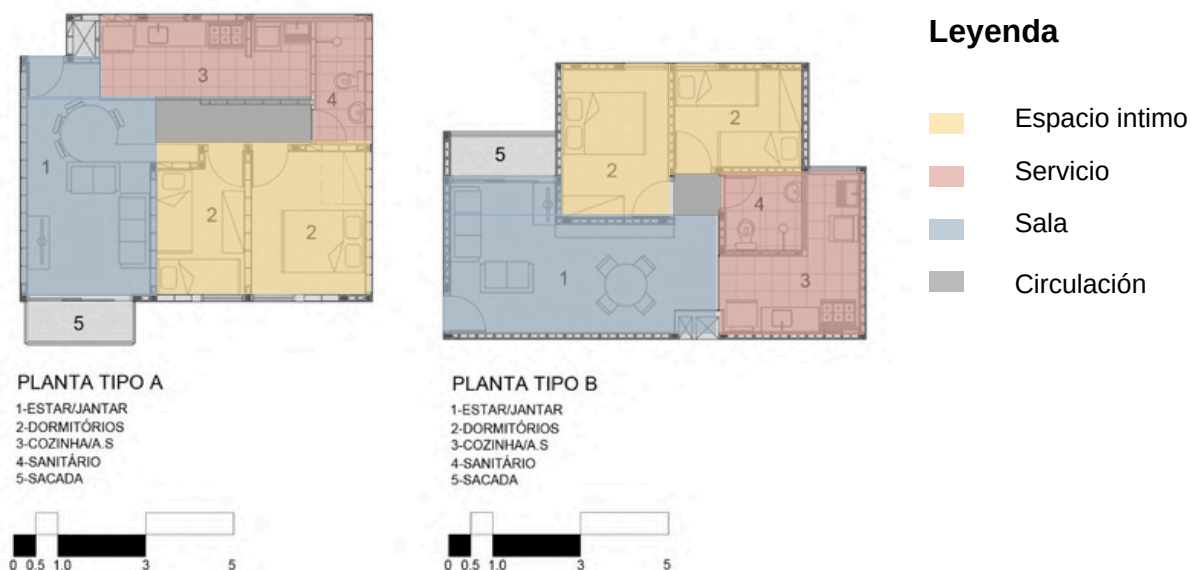 3
4
1
2
2
5
PLANTA TIPO A
1-ESTAR/JANTAR
2-DORMITÓRIOS
3-COZINHA/A.S
4-SANITÁRIO
5-SACADA
0 0.5 1.0 3 5
2
5
2
4
1
3
PLANTA TIPO B
1-ESTAR/JANTAR
2-DORMITÓRIOS
3-COZINHA/A.S
4-SANITÁRIO
5-SACADA
0 0.5 1.0 3 5
Leyenda
Espacio intimo
Servicio
Sala
Circulación